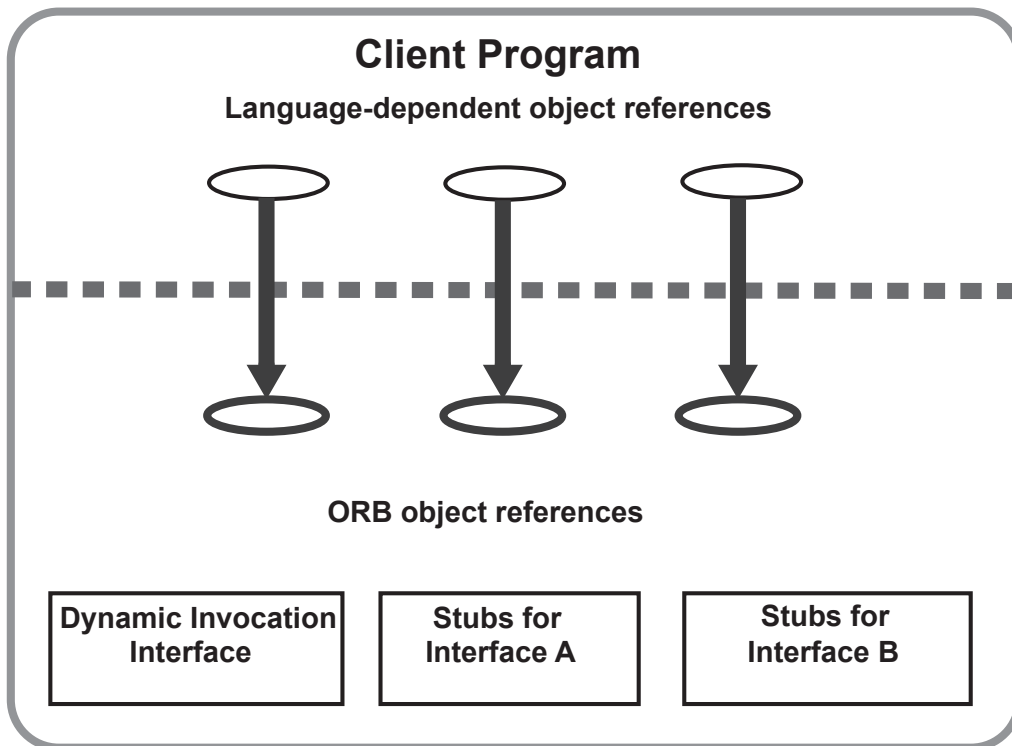 Client Program
Language-dependent object references
ORB object references
Dynamic Invocation
Interface
Stubs for
Interface A
Stubs for
Interface B